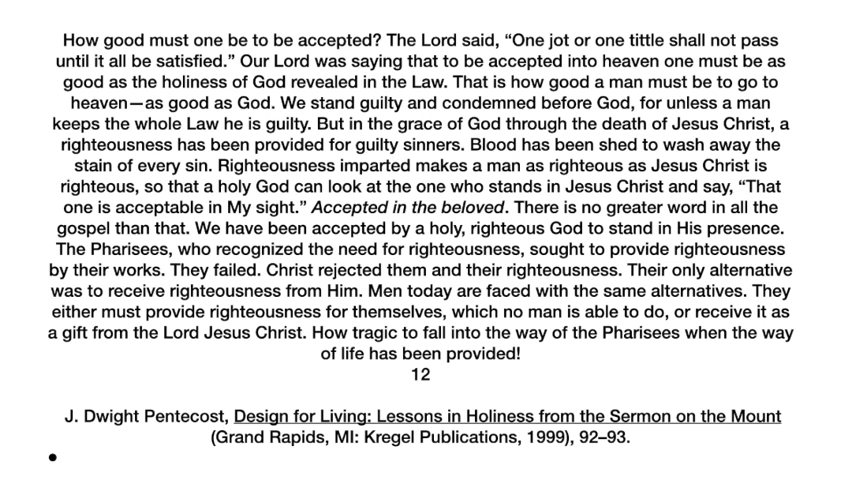 How good must one be to be accepted? The Lord said, “One jot or one tittle shall not pass
until it all be satisfied.” Our Lord was saying that to be accepted into heaven one must be as
good as the holiness of God revealed in the Law. That is how good a man must be to go to
heaven—as good as God. We stand guilty and condemned before God, for unless a man
keeps the whole Law he is guilty. But in the grace of God through the death of Jesus Christ, a
righteousness has been provided for guilty sinners. Blood has been shed to wash away the
stain of every sin. Righteousness imparted makes a man as righteous as Jesus Christ is
righteous, so that a holy God can look at the one who stands in Jesus Christ and say, “That
one is acceptable in My sight.” Accepted in the beloved. There is no greater word in all the
gospel than that. We have been accepted by a holy, righteous God to stand in His presence.
The Pharisees, who recognized the need for righteousness, sought to provide righteousness
by their works. They failed. Christ rejected them and their righteousness. Their only alternative
was to receive righteousness from Him. Men today are faced with the same alternatives. They
either must provide righteousness for themselves, which no man is able to do, or receive it as
a gift from the Lord Jesus Christ. How tragic to fall into the way of the Pharisees when the way
of life has been provided!
12
J. Dwight Pentecost, Design for Living: Lessons in Holiness from the Sermon on the Mount
(Grand Rapids, MI: Kregel Publications, 1999), 92–93.
•